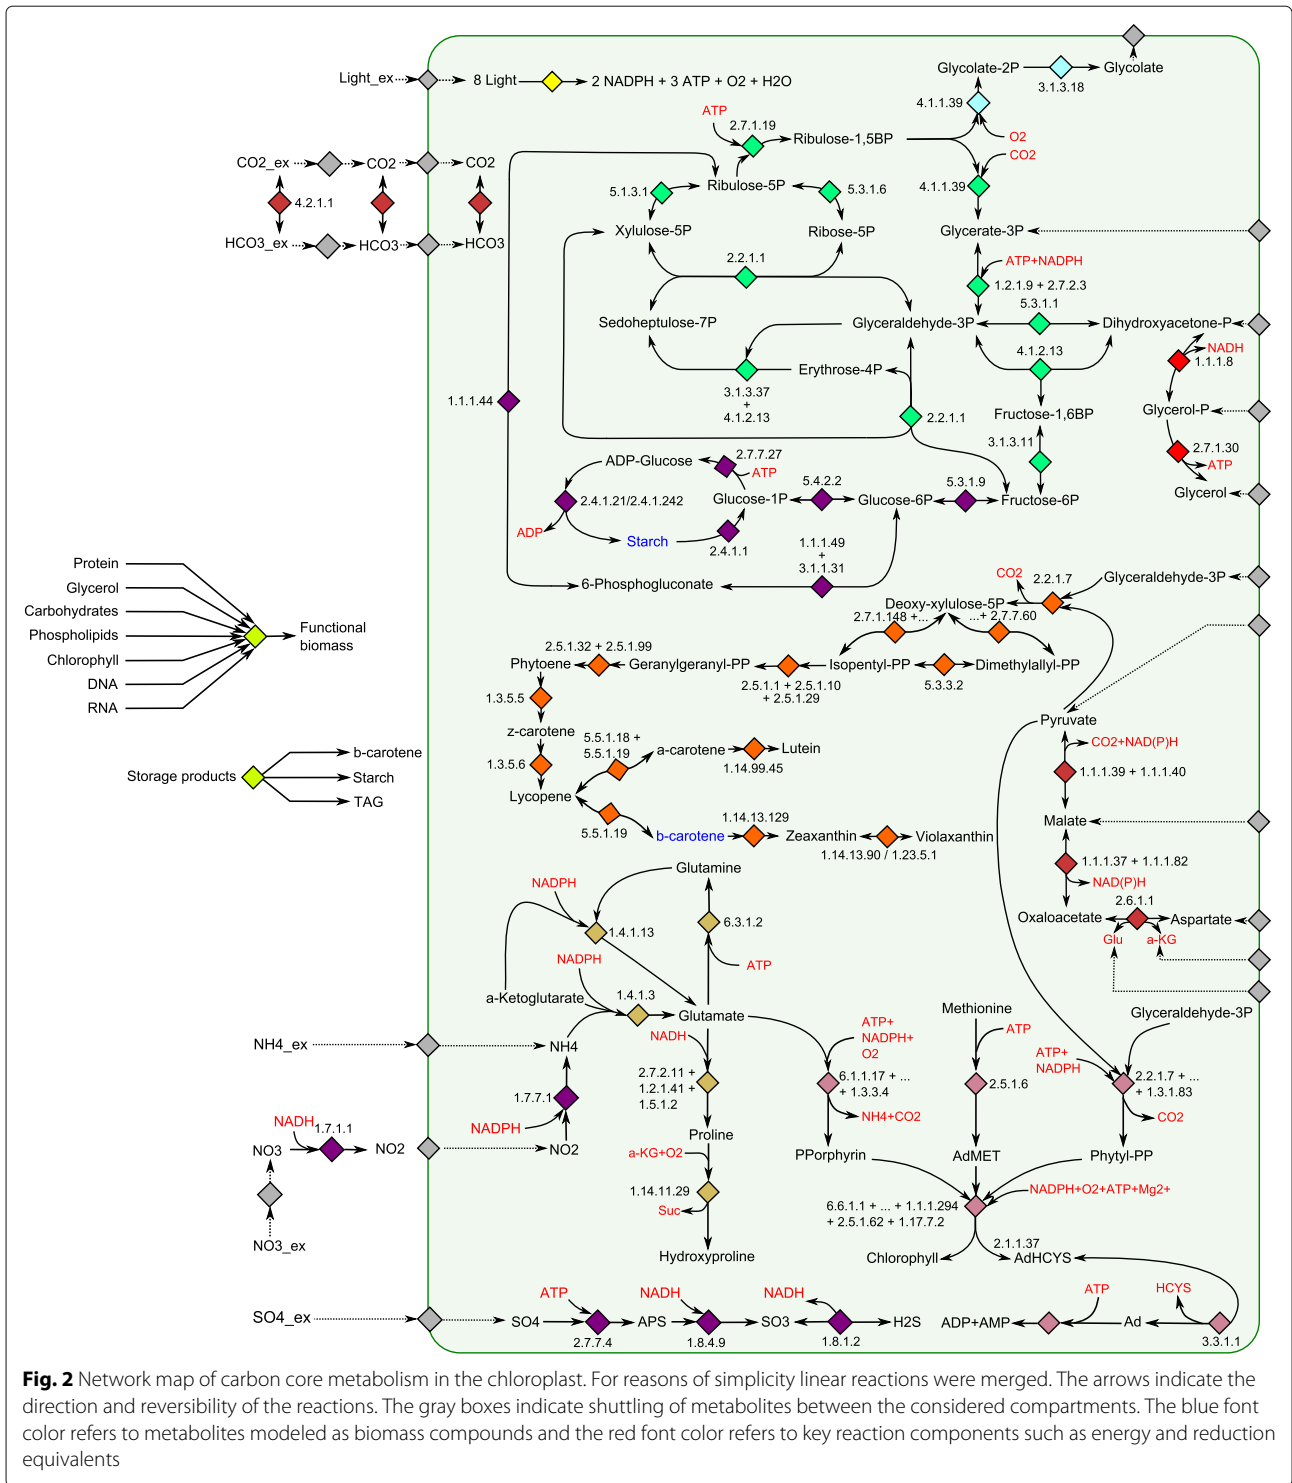 Light_ex
8 Light
2 NADPH + 3 ATP + O2 + H2O
Glycolate-2P
Glycolate
3.1.3.18
4.1.1.39
ATP
2.7.1.19
Ribulose-1,5BP
O2
CO2
CO2_ex
CO2
CO2
4.2.1.1
HCO3_ex
HCO3
HCO3
5.1.3.1
Ribulose-5P
5.3.1.6
4.1.1.39
Xylulose-5P
Ribose-5P
Glycerate-3P
2.2.1.1
ATP+NADPH
1.2.1.9 + 2.7.2.3
5.3.1.1
Sedoheptulose-7P
Glyceraldehyde-3P
Dihydroxyacetone-P
NADH
1.1.1.8
4.1.2.13
Erythrose-4P
3.1.3.37
+
4.1.2.13
1.1.1.44
2.2.1.1
Fructose-1,6BP
Glycerol-P
3.1.3.11
2.7.1.30
ATP
Glycerol
ADP-Glucose
2.7.7.27
ATP
2.4.1.21/2.4.1.242
Glucose-1P
5.4.2.2
Glucose-6P
5.3.1.9
Fructose-6P
ADP
Starch
2.4.1.1
1.1.1.49
+
3.1.1.31
6-Phosphogluconate
Protein
Glycerol
Carbohydrates
Phospholipids
Chlorophyll
DNA
RNA
Functional
biomass
Storage products
b-carotene
Starch
TAG
CO2
2.2.1.7
Glyceraldehyde-3P
Deoxy-xylulose-5P
2.7.1.148 +...
...+ 2.7.7.60
2.5.1.32 + 2.5.1.99
Phytoene
Geranylgeranyl-PP
Isopentyl-PP
Dimethylallyl-PP
2.5.1.1 + 2.5.1.10
+ 2.5.1.29
5.3.3.2
1.3.5.5
z-carotene
5.5.1.18 +
5.5.1.19
a-carotene
Lutein
1.14.99.45
1.3.5.6
Lycopene
5.5.1.19
b-carotene
1.14.13.129
Zeaxanthin
Violaxanthin
1.14.13.90 / 1.23.5.1
Pyruvate
CO2+NAD(P)H
1.1.1.39 + 1.1.1.40
Malate
1.1.1.37 + 1.1.1.82
NAD(P)H
2.6.1.1
Oxaloacetate
Aspartate
Glu
a-KG
Glutamine
NADPH
1.4.1.13
6.3.1.2
NADPH
ATP
a-Ketoglutarate
1.4.1.3
Glutamate
NH4_ex
NH4
NADH
2.7.2.11 +
1.2.1.41 +
1.5.1.2
1.7.7.1
NADPH
NADH
1.7.1.1
NO3
NO2
NO2
NO3_ex
Proline
a-KG+O2
1.14.11.29
Suc
Hydroxyproline
ATP+
NADPH+
O2
6.1.1.17 + ...
+ 1.3.3.4
NH4+CO2
PPorphyrin
Methionine
ATP
2.5.1.6
AdMET
Glyceraldehyde-3P
ATP+
NADPH
2.2.1.7 + ...
+ 1.3.1.83
CO2
Phytyl-PP
NADPH+O2+ATP+Mg2+
6.6.1.1 + ... + 1.1.1.294
+ 2.5.1.62 + 1.17.7.2
2.1.1.37
Chlorophyll
AdHCYS
SO4_ex
SO4
ATP
2.7.7.4
APS
NADH
1.8.4.9
SO3
NADH
1.8.1.2
H2S
ADP+AMP
ATP
Ad
HCYS
3.3.1.1
Fig. 2 Network map of carbon core metabolism in the chloroplast. For reasons of simplicity linear reactions were merged. The arrows indicate the
direction and reversibility of the reactions. The gray boxes indicate shuttling of metabolites between the considered compartments. The blue font
color refers to metabolites modeled as biomass compounds and the red font color refers to key reaction components such as energy and reduction
equivalents